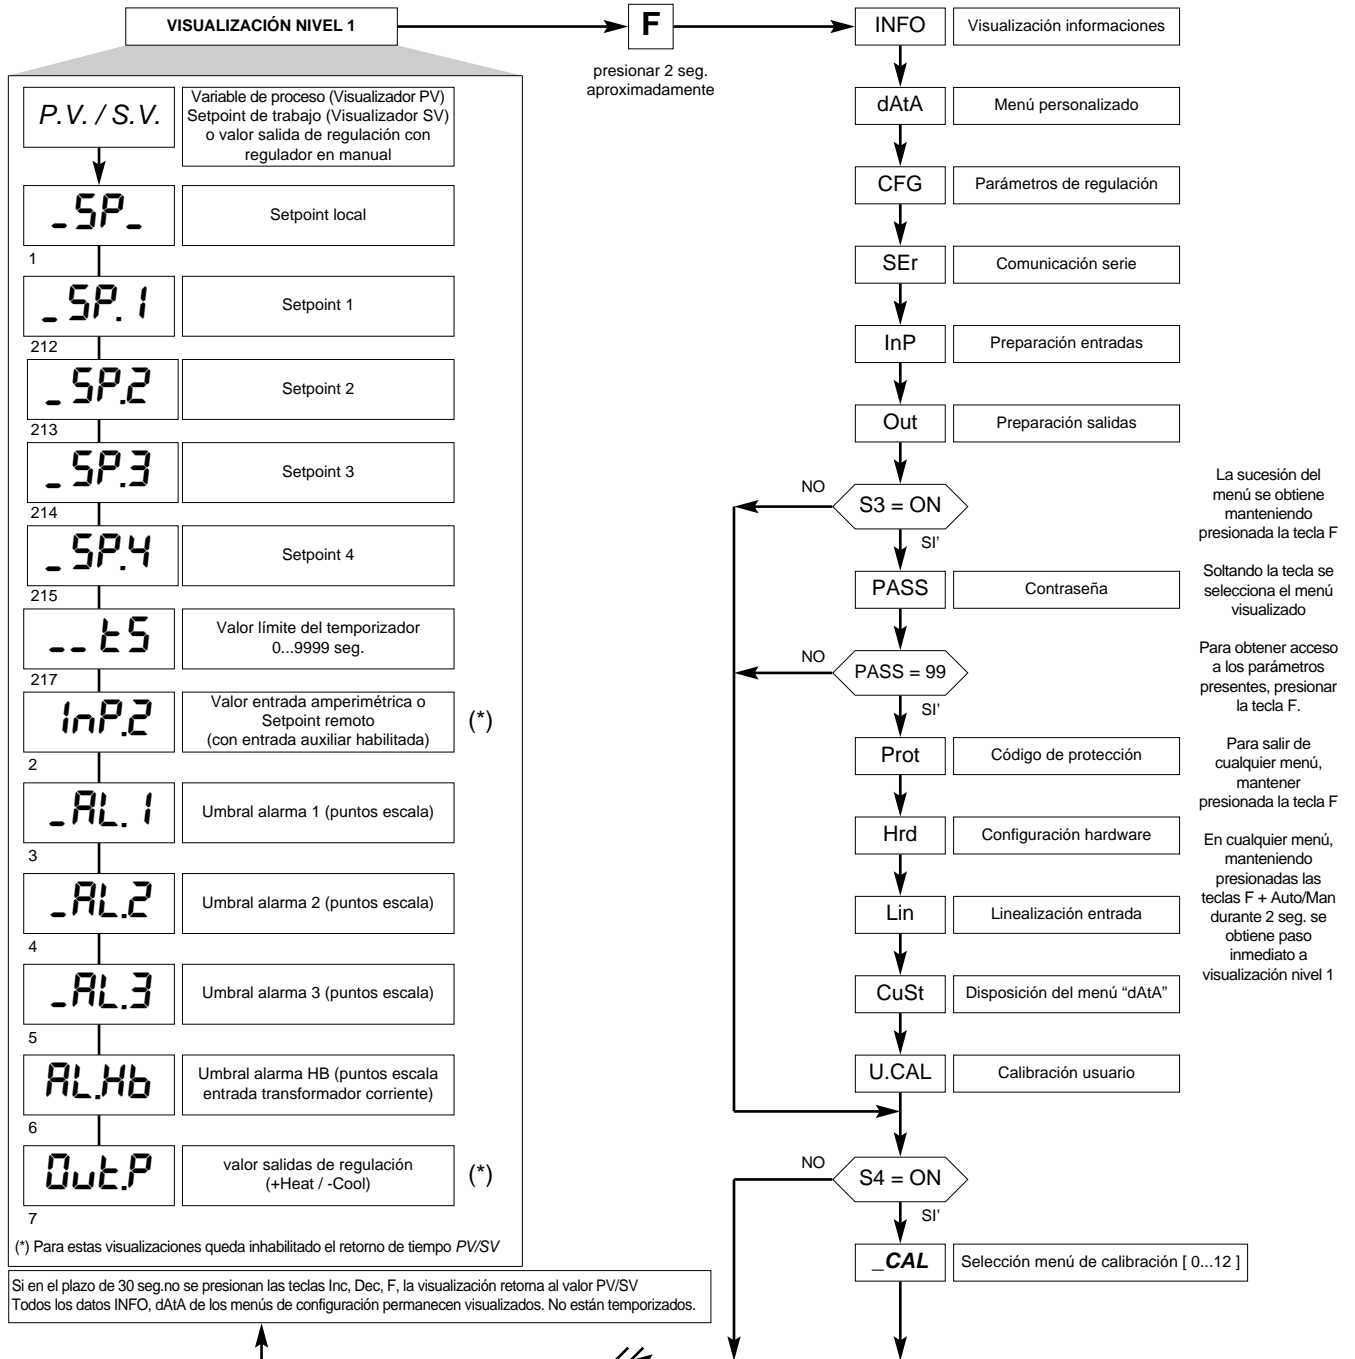 VISUALIZACIÓN NIVEL 1
F
presionar 2 seg.
aproximadamente
P.V. / S.V.
Variable de proceso (Visualizador PV)
Setpoint de trabajo (Visualizador SV)
o valor salida de regulación con
regulador en manual
_SP_
Setpoint local
1
_SP.1
Setpoint 1
212
_SP.2
Setpoint 2
213
_SP.3
Setpoint 3
214
_SP.4
Setpoint 4
215
__tS
Valor límite del temporizador
0...9999 seg.
217
InP.2
Valor entrada amperimétrica o
Setpoint remoto
(con entrada auxiliar habilitada)
(*)
2
_AL.1
Umbral alarma 1 (puntos escala)
3
_AL.2
Umbral alarma 2 (puntos escala)
4
_AL.3
Umbral alarma 3 (puntos escala)
5
AL.Hb
Umbral alarma HB (puntos escala
entrada transformador corriente)
6
Out.P
valor salidas de regulación
(+Heat / -Cool)
(*)
7
(*) Para estas visualizaciones queda inhabilitado el retorno de tiempo PV/SV
Si en el plazo de 30 seg.no se presionan las teclas Inc, Dec, F, la visualización retorna al valor PV/SV
Todos los datos INFO, dAtA de los menús de configuración permanecen visualizados. No están temporizados.
INFO
Visualización informaciones
dAtA
Menú personalizado
CFG
Parámetros de regulación
SEr
Comunicación serie
InP
Preparación entradas
Out
Preparación salidas
NO
S3 = ON
SI'
PASS
Contraseña
NO
PASS = 99
SI'
Prot
Código de protección
Hrd
Configuración hardware
Lin
Linealización entrada
CuSt
Disposición del menú “dAtA”
U.CAL
Calibración usuario
NO
S4 = ON
SI'
_CAL
Selección menú de calibración [ 0...12 ]
La sucesión del
menú se obtiene
manteniendo
presionada la tecla F
Soltando la tecla se
selecciona el menú
visualizado
Para obtener acceso
a los parámetros
presentes, presionar
la tecla F.
Para salir de
cualquier menú,
mantener
presionada la tecla F
En cualquier menú,
manteniendo
presionadas las
teclas F + Auto/Man
durante 2 seg. se
obtiene paso
inmediato a
visualización nivel 1